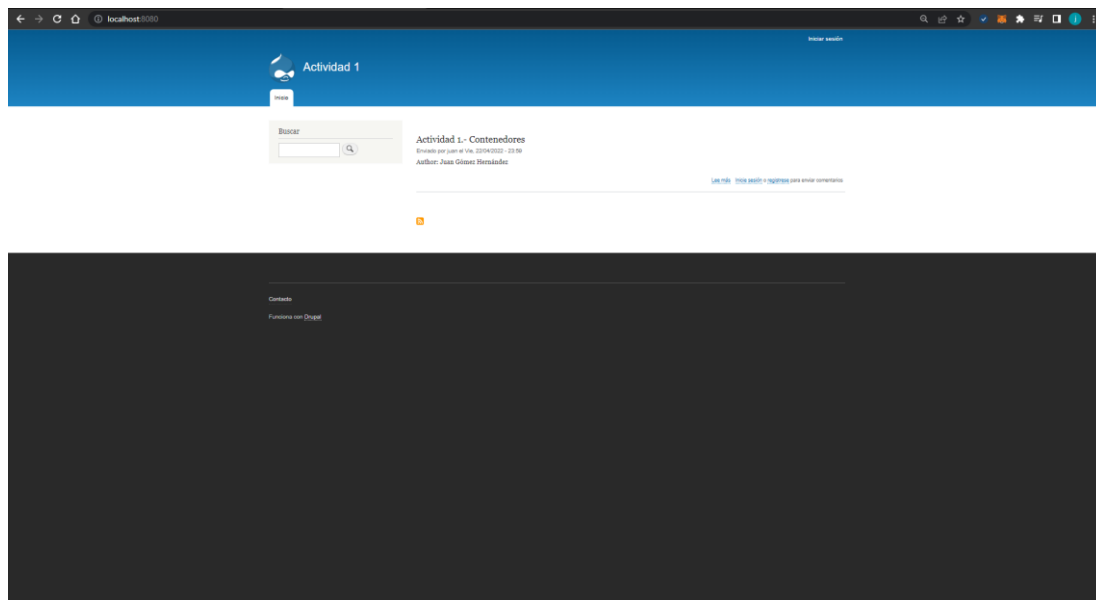 localhost:8080
Iniciar sesión
Actividad 1
Inicio
Buscar
Actividad 1.- Contenedores
Enviado por juan el Vie, 22/04/2022 - 23:58
Author: Juan Gómez Hernández
Lee más Inicie sesión o regístrese para enviar comentarios
Contacto
Funciona con Drupal